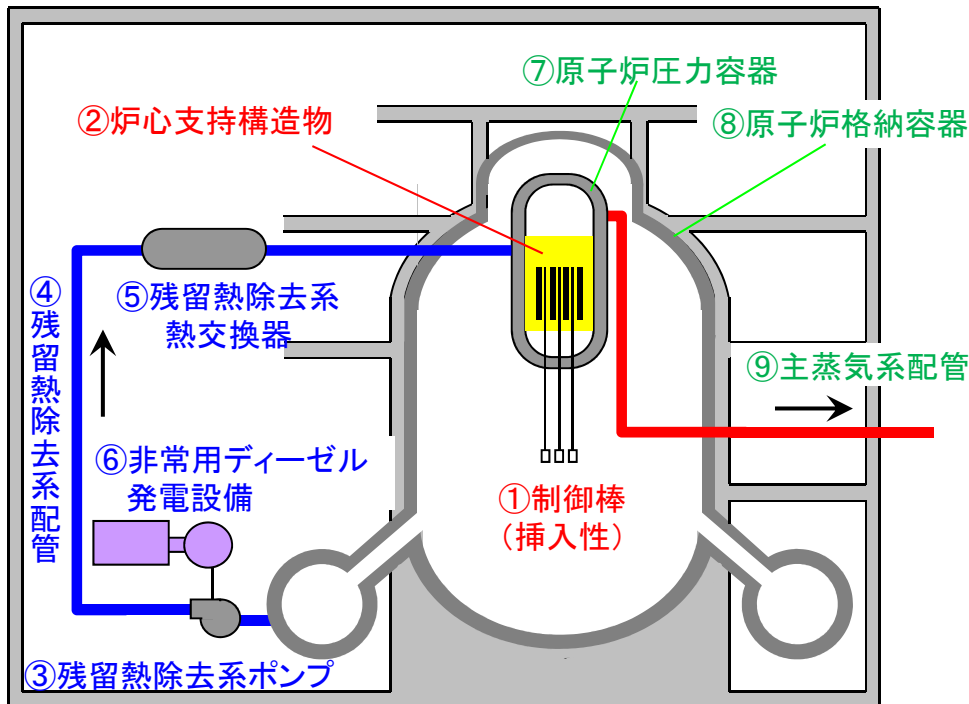 ⑦原子炉圧力容器
②炉心支持構造物
⑧原子炉格納容器
④残留熱除去系配管
⑤残留熱除去系
熱交換器
⑨主蒸気系配管
⑥非常用ディーゼル
発電設備
①制御棒
(挿入性)
③残留熱除去系ポンプ